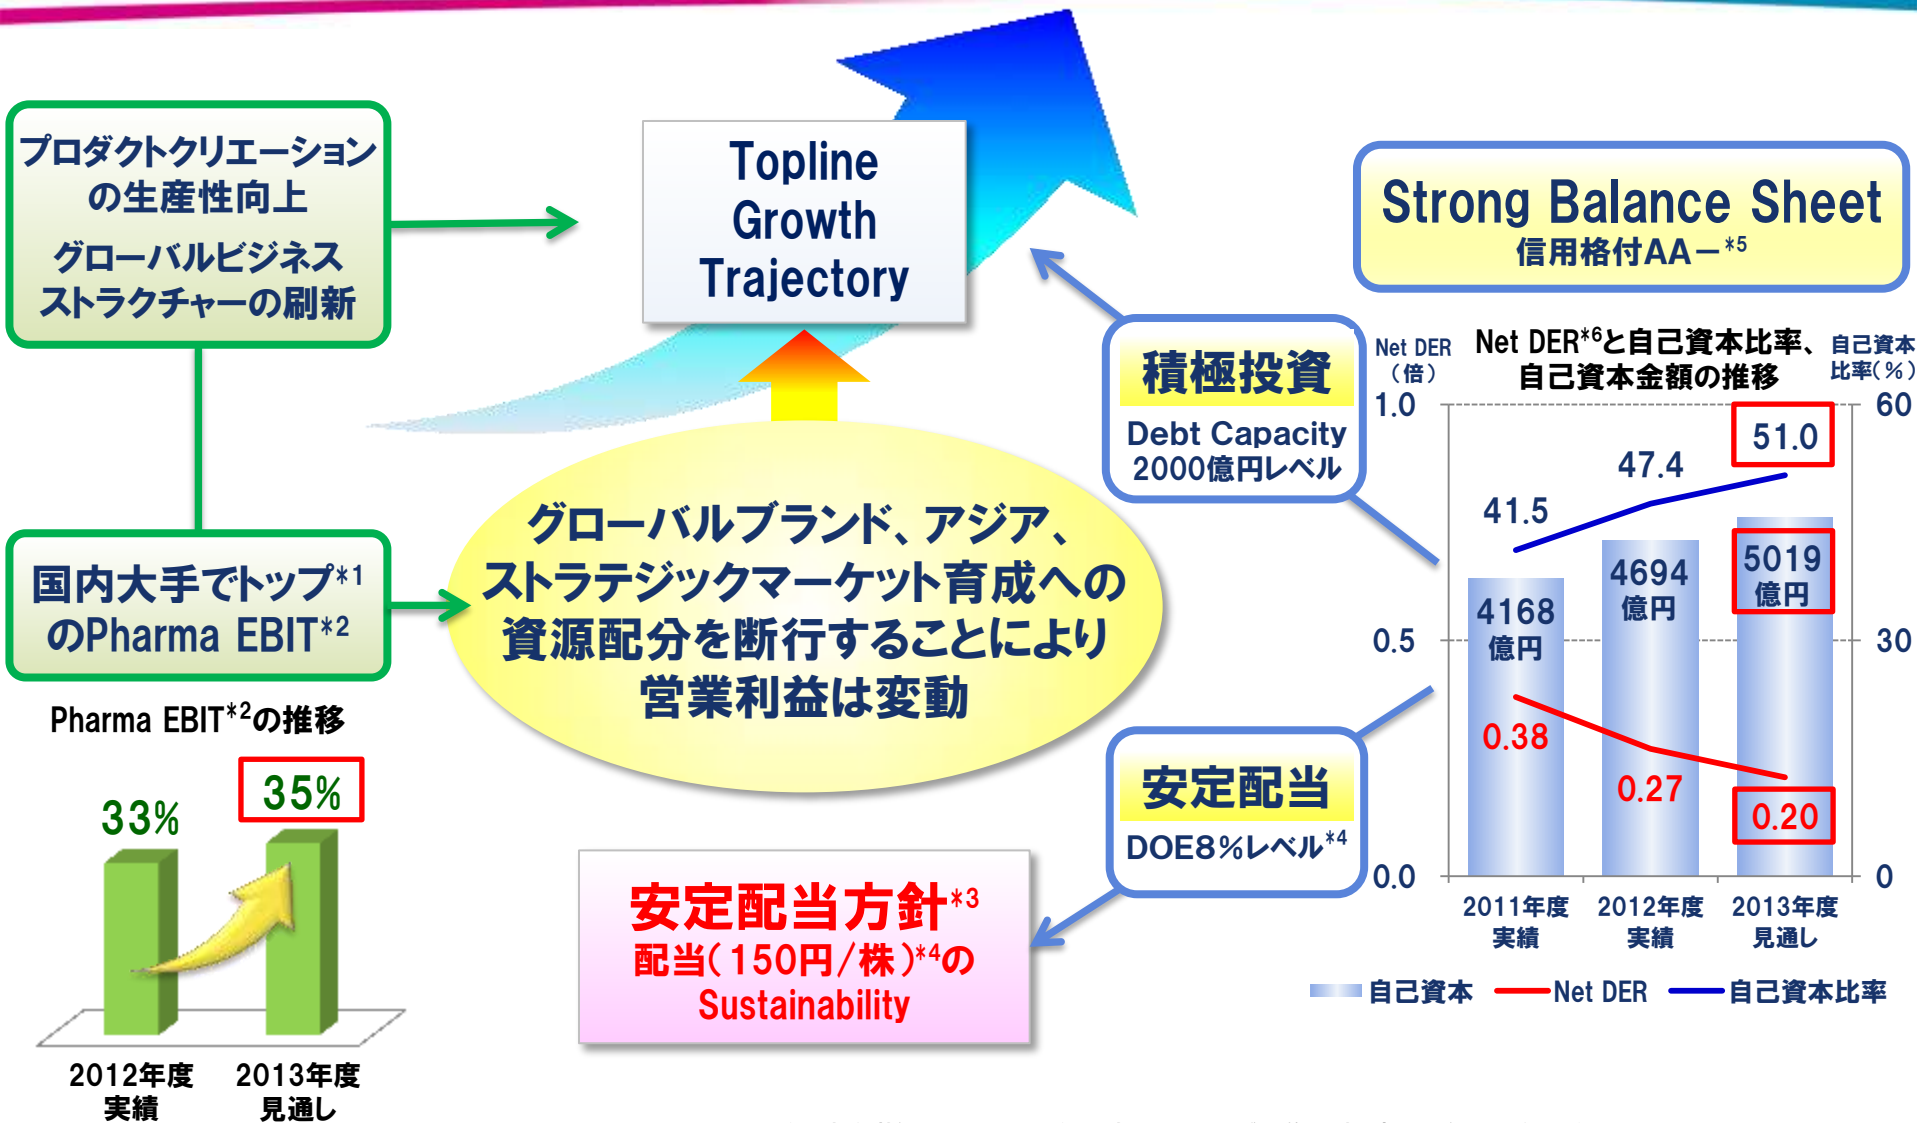 プロダクトクリエーション
の生産性向上
グローバルビジネス
ストラクチャーの刷新
Topline
Growth
Trajectory
Strong Balance Sheet
信用格付AA－*5
国内大手でトップ*1
のPharma EBIT*2
グローバルブランド、アジア、
ストラテジックマーケット育成への
資源配分を断行することにより
営業利益は変動
積極投資
Debt Capacity
2000億円レベル
安定配当
DOE8%レベル*4
安定配当方針*3
配当(150円/株)*4の
Sustainability
Pharma EBIT*2の推移
33%
35%
2012年度
実績
2013年度
見通し
Net DER
（倍）
Net DER*6と自己資本比率、
自己資本金額の推移
自己資本
比率(%)
1.0
0.5
0.0
60
30
0
41.5
47.4
51.0
4168
億円
4694
億円
5019
億円
0.38
0.27
0.20
2011年度
実績
2012年度
実績
2013年度
見通し
自己資本
Net DER
自己資本比率